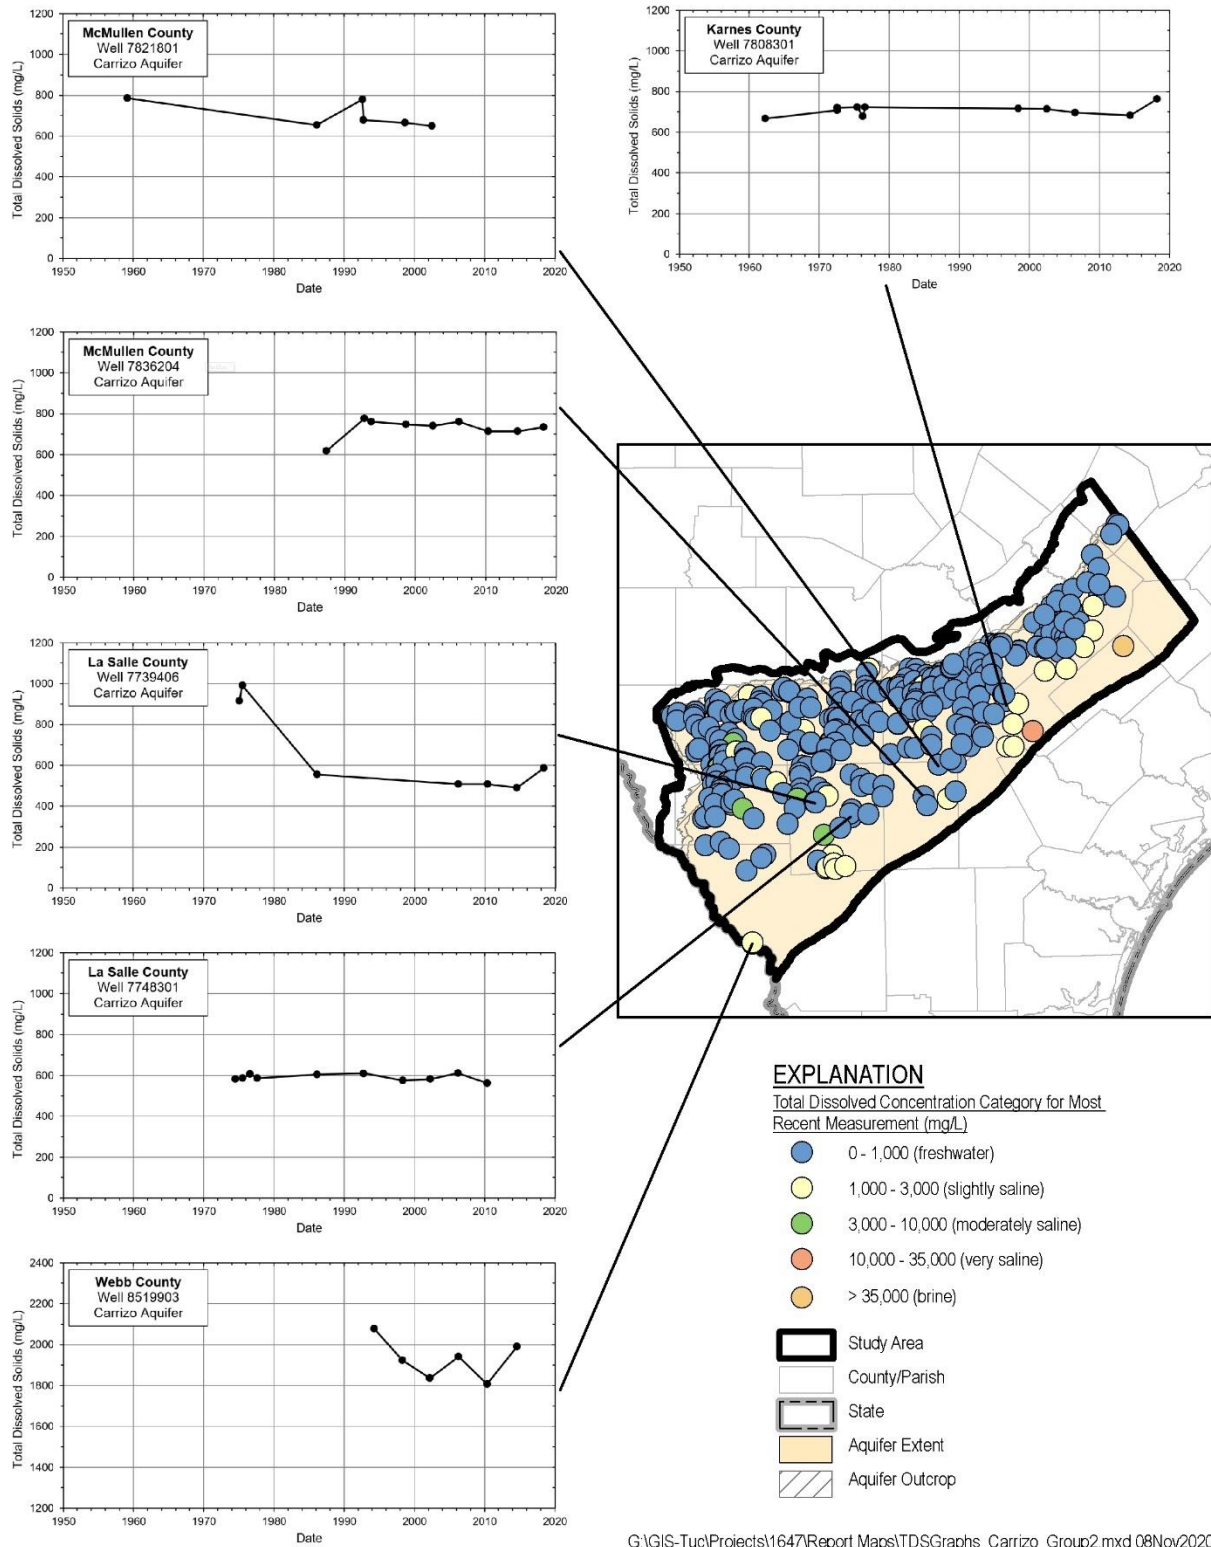 McMullen County
Well 7821801
Carrizo Aquifer
Total Dissolved Solids (mg/L)
1200
1000
800
600
400
200
0
1950 1960 1970 1980 1990 2000 2010 2020
Date
Karnes County
Well 7808301
Carrizo Aquifer
Total Dissolved Solids (mg/L)
1200
1000
800
600
400
200
0
1950 1960 1970 1980 1990 2000 2010 2020
Date
McMullen County
Well 7836204
Carrizo Aquifer
Total Dissolved Solids (mg/L)
1200
1000
800
600
400
200
0
1950 1960 1970 1980 1990 2000 2010 2020
Date
La Salle County
Well 7739406
Carrizo Aquifer
Total Dissolved Solids (mg/L)
1200
1000
800
600
400
200
0
1950 1960 1970 1980 1990 2000 2010 2020
Date
La Salle County
Well 7748301
Carrizo Aquifer
Total Dissolved Solids (mg/L)
1200
1000
800
600
400
200
0
1950 1960 1970 1980 1990 2000 2010 2020
Date
Webb County
Well 8519903
Carrizo Aquifer
Total Dissolved Solids (mg/L)
2400
2200
2000
1800
1600
1400
1200
1950 1960 1970 1980 1990 2000 2010 2020
Date
EXPLANATION
Total Dissolved Concentration Category for Most
Recent Measurement (mg/L)
0 - 1,000 (freshwater)
1,000 - 3,000 (slightly saline)
3,000 - 10,000 (moderately saline)
10,000 - 35,000 (very saline)
> 35,000 (brine)
Study Area
County/Parish
State
Aquifer Extent
Aquifer Outcrop
G:\GIS-Tuc\Projects\1647\Report Maps\TDSGraphs_Carrizo_Group2.mxd 08Nov2020